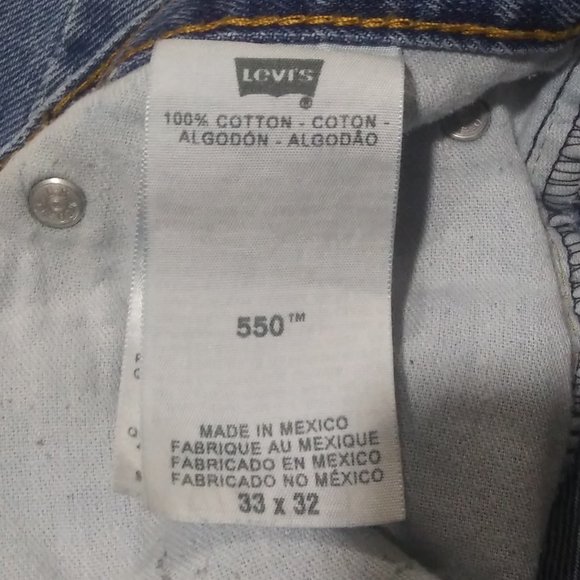 Levi's
®
100% COTTON - COTON -
ALGODÓN - ALGODÃO
550™
MADE IN MEXICO
FABRIQUE AU MEXIQUE
FABRICADO EN MEXICO
FABRICADO NO MÉXICO
33 x 32